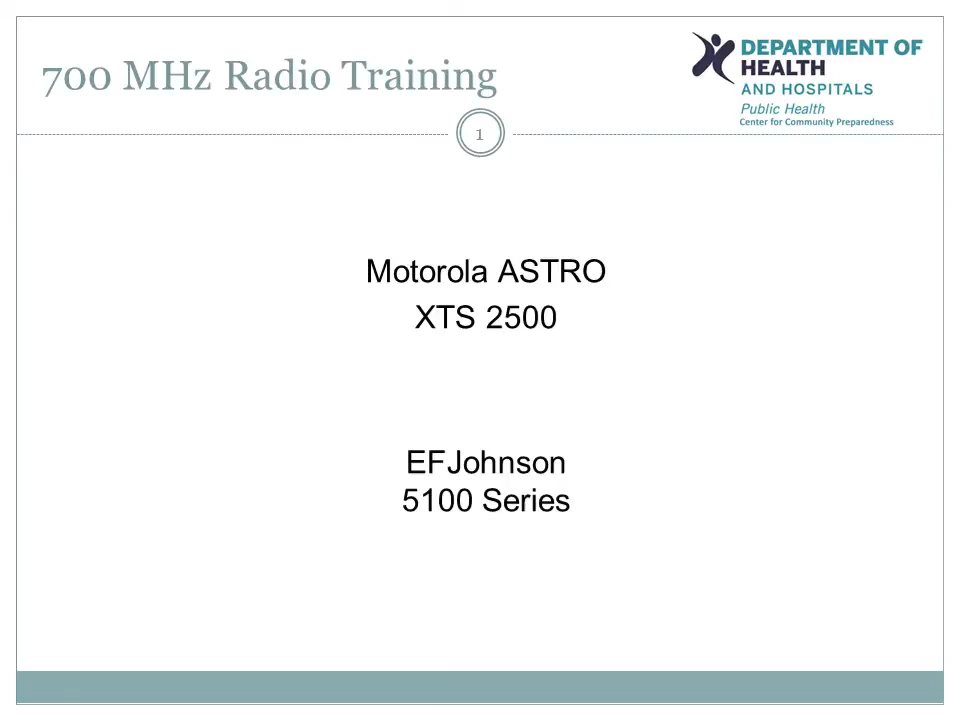 700 MHz Radio Training
DEPARTMENT OF
HEALTH
AND HOSPITALS
Public Health
Center for Community Preparedness
1
Motorola ASTRO
XTS 2500
EFJohnson
5100 Series